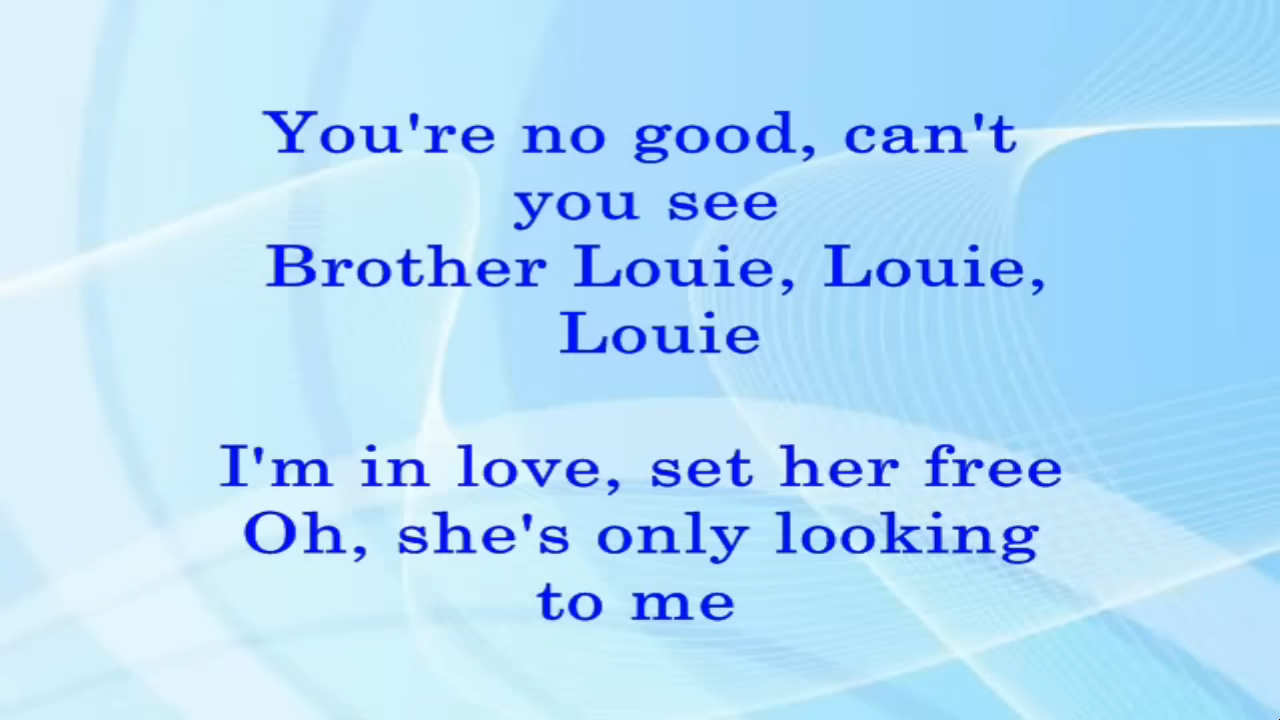 You're no good, can't
you see
Brother Louie, Louie,
Louie
I'm in love, set her free
Oh, she's only looking
to me